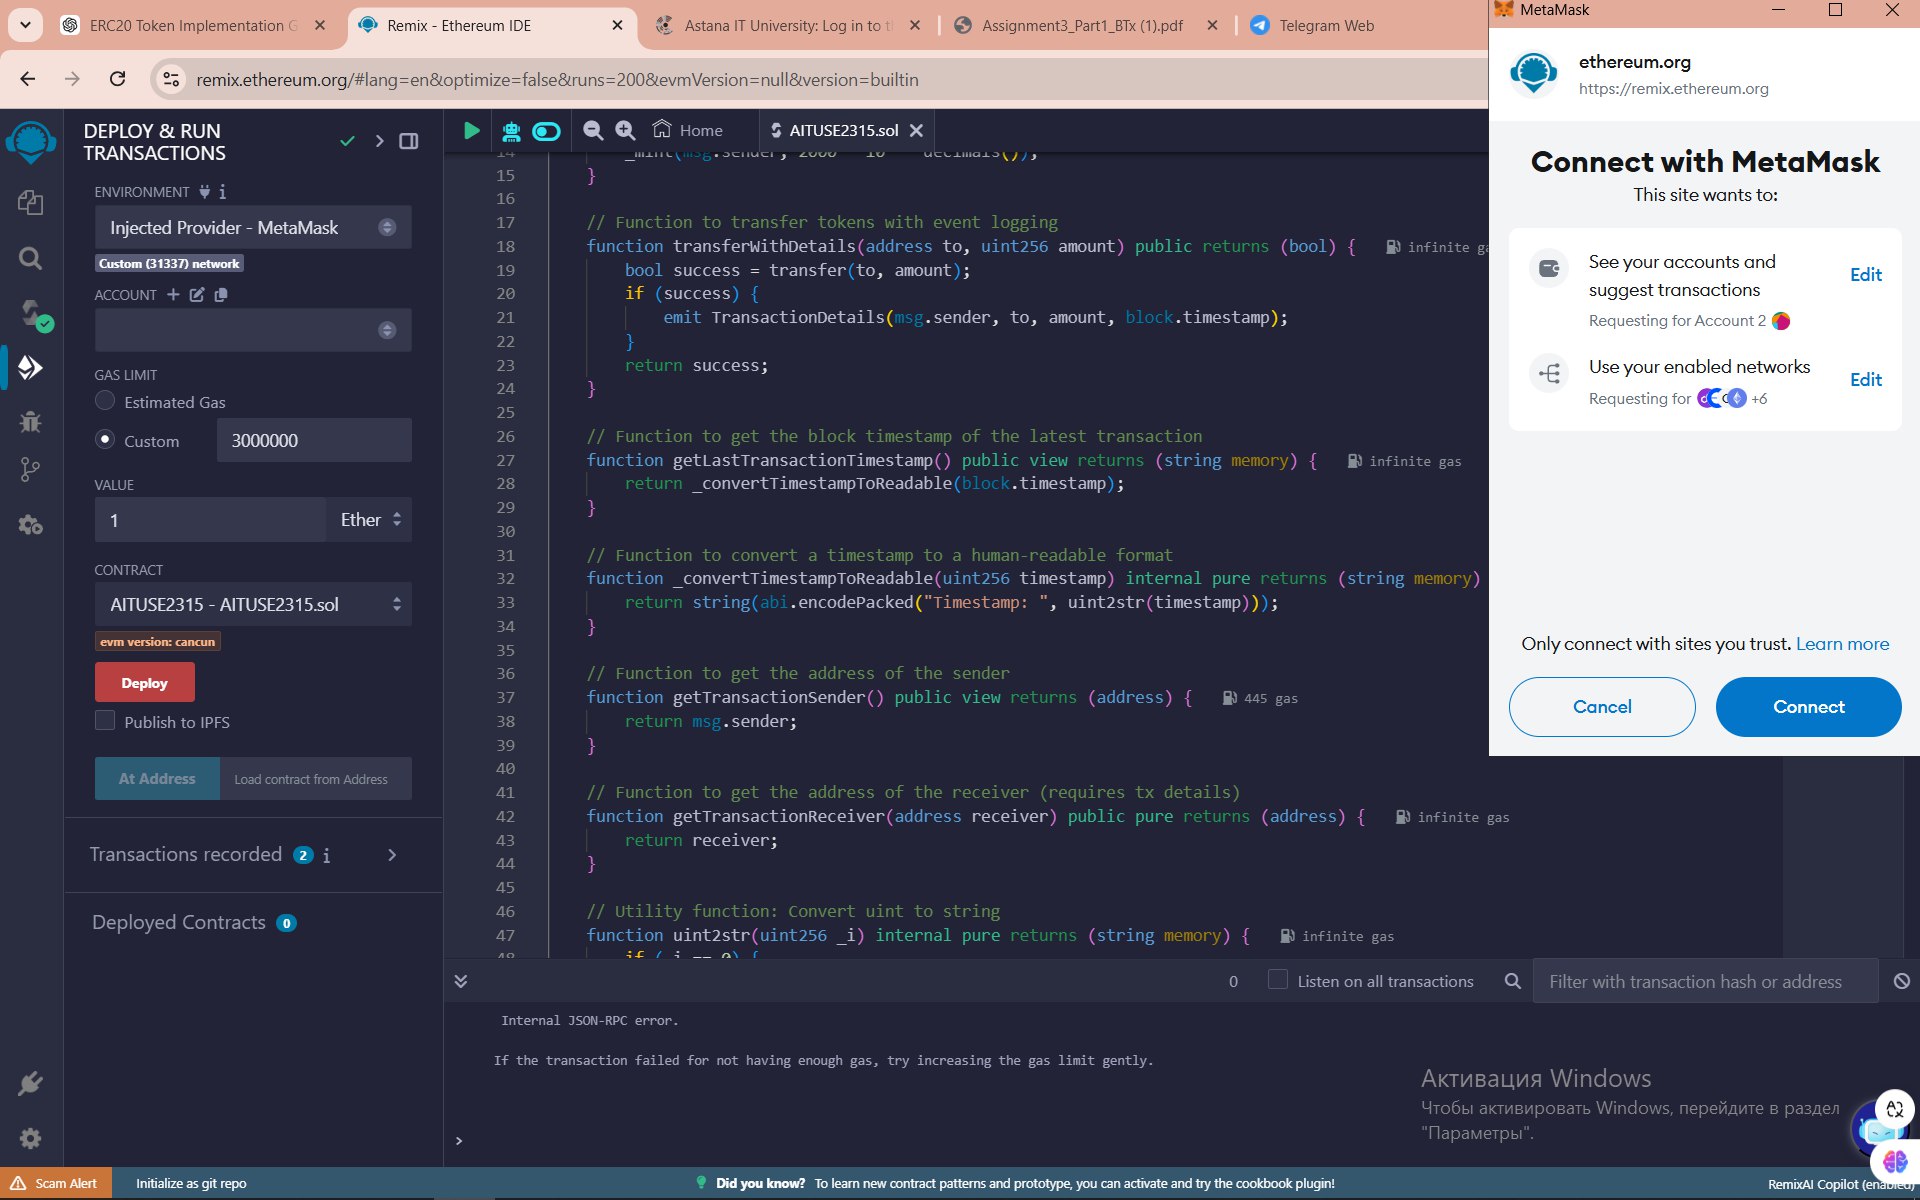 ERC20 Token Implementation G
Remix - Ethereum IDE
Astana IT University: Log in to t
Assignment3_Part1_BTx (1).pdf
Telegram Web
remix.ethereum.org/#lang=en&optimize=false&runs=200&evmVersion=null&version=builtin
DEPLOY & RUN
TRANSACTIONS
ENVIRONMENT
Injected Provider - MetaMask
Custom (31337) network
ACCOUNT
GAS LIMIT
Estimated Gas
Custom
3000000
VALUE
1
Ether
CONTRACT
AITUSE2315 - AITUSE2315.sol
evm version: cancun
Deploy
Publish to IPFS
At Address
Load contract from Address
Transactions recorded 2 i
Deployed Contracts 0
Home
AITUSE2315.sol
14 _mint(msg.sender, 2000 10 decimals());
15 }
16
17 // Function to transfer tokens with event logging
18 function transferWithDetails(address to, uint256 amount) public returns (bool) { infinite ga
19 bool success = transfer(to, amount);
20 if (success) {
21 emit TransactionDetails(msg.sender, to, amount, block.timestamp);
22 }
23 return success;
24 }
25
26 // Function to get the block timestamp of the latest transaction
27 function getLastTransactionTimestamp() public view returns (string memory) { infinite gas
28 return _convertTimestampToReadable(block.timestamp);
29 }
30
31 // Function to convert a timestamp to a human-readable format
32 function _convertTimestampToReadable(uint256 timestamp) internal pure returns (string memory)
33 return string(abi.encodePacked("Timestamp: ", uint2str(timestamp)));
34 }
35
36 // Function to get the address of the sender
37 function getTransactionSender() public view returns (address) { 445 gas
38 return msg.sender;
39 }
40
41 // Function to get the address of the receiver (requires tx details)
42 function getTransactionReceiver(address receiver) public pure returns (address) { infinite gas
43 return receiver;
44 }
45
46 // Utility function: Convert uint to string
47 function uint2str(uint256 _i) internal pure returns (string memory) { infinite gas
48 if (_i == 0) {
0
Listen on all transactions
Filter with transaction hash or address
Internal JSON-RPC error.
If the transaction failed for not having enough gas, try increasing the gas limit gently.
>
MetaMask
ethereum.org
https://remix.ethereum.org
Connect with MetaMask
This site wants to:
See your accounts and
suggest transactions
Edit
Requesting for Account 2
Use your enabled networks
Edit
Requesting for +6
Only connect with sites you trust. Learn more
Cancel
Connect
Активация Windows
Чтобы активировать Windows, перейдите в раздел
"Параметры".
Scam Alert
Initialize as git repo
Did you know? To learn new contract patterns and prototype, you can activate and try the cookbook plugin!
RemixAI Copilot (enabled)